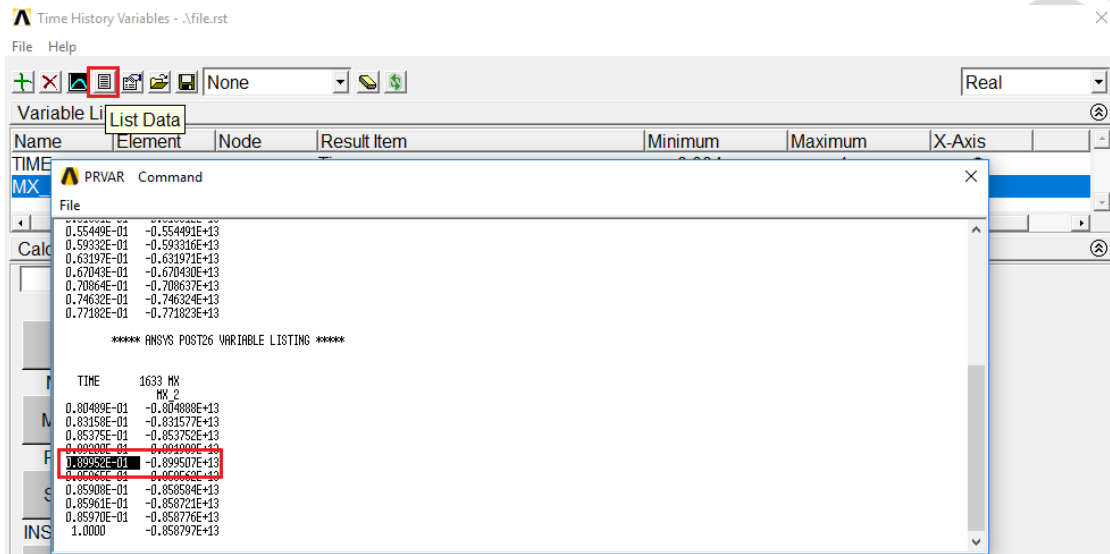 Time History Variables - .\file.rst
File Help
None Real
Variable Li
List Data
Name Element Node Result Item Minimum Maximum X-Axis
TIME
MX_
PRVAR Command
File
0.55449E-01 -0.554491E+13
0.59332E-01 -0.593316E+13
0.63197E-01 -0.631971E+13
0.67043E-01 -0.670430E+13
0.70864E-01 -0.708637E+13
0.74632E-01 -0.746324E+13
0.77182E-01 -0.771823E+13
***** ANSYS POST26 VARIABLE LISTING *****
TIME 1633 MX
MX_2
0.80489E-01 -0.804888E+13
0.83158E-01 -0.831577E+13
0.85375E-01 -0.853752E+13
0.89952E-01 -0.899507E+13
0.85908E-01 -0.858584E+13
0.85961E-01 -0.858721E+13
0.85970E-01 -0.858776E+13
1.0000 -0.858797E+13
Calc
INS